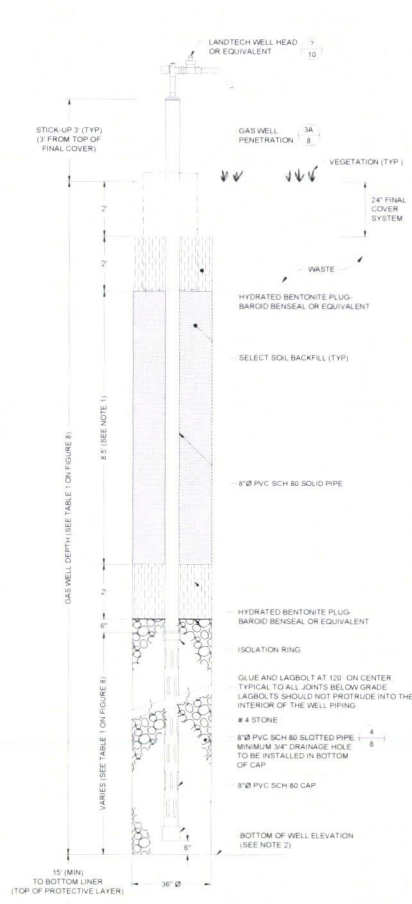 LANDTECH WELL HEAD
OR EQUIVALENT
10
STICK-UP 3' (TYP)
(3' FROM TOP OF
FINAL COVER)
GAS WELL
PENETRATION
3A
8
VEGETATION (TYP )
2'
24" FINAL
COVER
SYSTEM
2'
WASTE
HYDRATED BENTONITE PLUG-
BAROID BENSEAL OR EQUIVALENT
SELECT SOIL BACKFILL (TYP)
GAS WELL DEPTH (SEE TABLE 1 ON FIGURE 8)
8 5' (SEE NOTE 1)
8"Ø PVC SCH 80 SOLID PIPE
2'
6"
HYDRATED BENTONITE PLUG-
BAROID BENSEAL OR EQUIVALENT
ISOLATION RING
GLUE AND LAGBOLT AT 120 ON CENTER
TYPICAL TO ALL JOINTS BELOW GRADE
LAGBOLTS SHOULD NOT PROTRUDE INTO THE
INTERIOR OF THE WELL PIPING
# 4 STONE
VARIES (SEE TABLE 1 ON FIGURE 8)
8"Ø PVC SCH 80 SLOTTED PIPE
MINIMUM 3/4" DRAINAGE HOLE
TO BE INSTALLED IN BOTTOM
OF CAP
4
8
8"Ø PVC SCH 80 CAP
BOTTOM OF WELL ELEVATION
(SEE NOTE 2)
6"
15' (MIN)
TO BOTTOM LINER
(TOP OF PROTECTIVE LAYER)
36" Ø